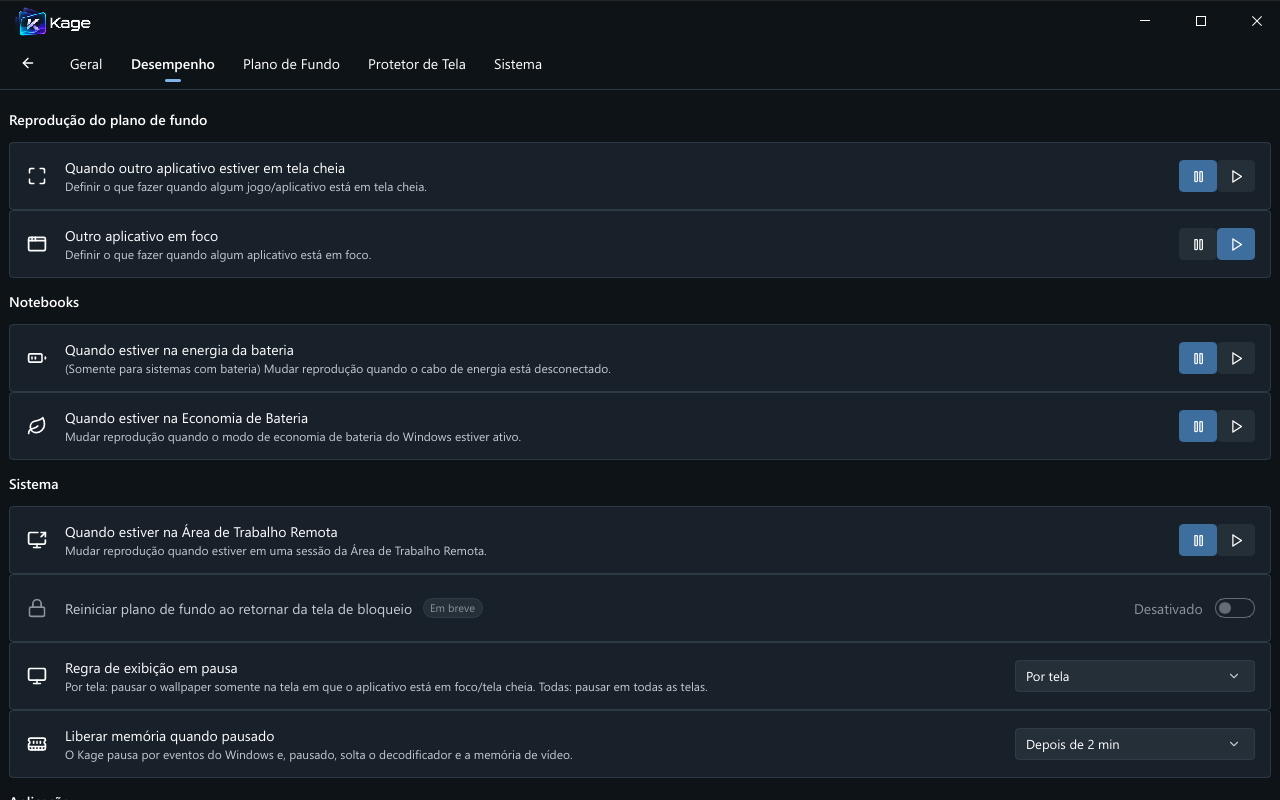 Kage
Geral
Desempenho
Plano de Fundo
Protetor de Tela
Sistema
Reprodução do plano de fundo
Quando outro aplicativo estiver em tela cheia
Definir o que fazer quando algum jogo/aplicativo está em tela cheia.
Outro aplicativo em foco
Definir o que fazer quando algum aplicativo está em foco.
Notebooks
Quando estiver na energia da bateria
(Somente para sistemas com bateria) Mudar reprodução quando o cabo de energia está desconectado.
Quando estiver na Economia de Bateria
Mudar reprodução quando o modo de economia de bateria do Windows estiver ativo.
Sistema
Quando estiver na Área de Trabalho Remota
Mudar reprodução quando estiver em uma sessão da Área de Trabalho Remota.
Reiniciar plano de fundo ao retornar da tela de bloqueio
Em breve
Desativado
Regra de exibição em pausa
Por tela: pausar o wallpaper somente na tela em que o aplicativo está em foco/tela cheia. Todas: pausar em todas as telas.
Por tela
Liberar memória quando pausado
O Kage pausa por eventos do Windows e, pausado, solta o decodificador e a memória de vídeo.
Depois de 2 min